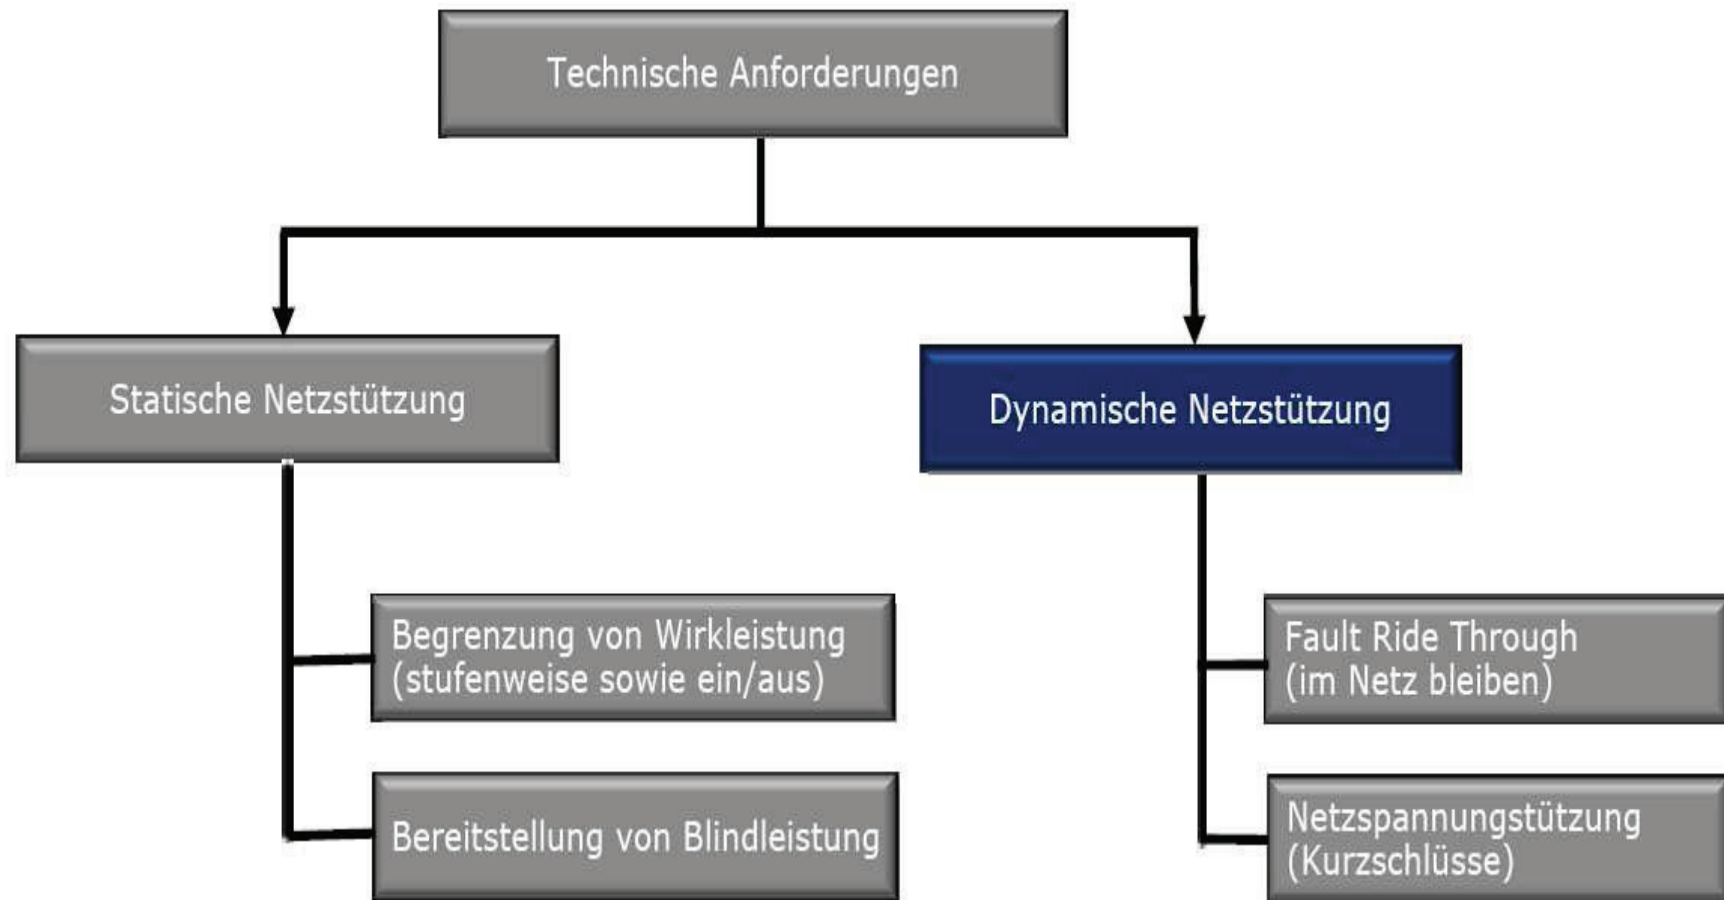 Technische Anforderungen
Statische Netzstützung
Dynamische Netzstützung
Begrenzung von Wirkleistung
(stufenweise sowie ein/aus)
Bereitstellung von Blindleistung
Fault Ride Through
(im Netz bleiben)
Netzspannungstützung
(Kurzschlüsse)